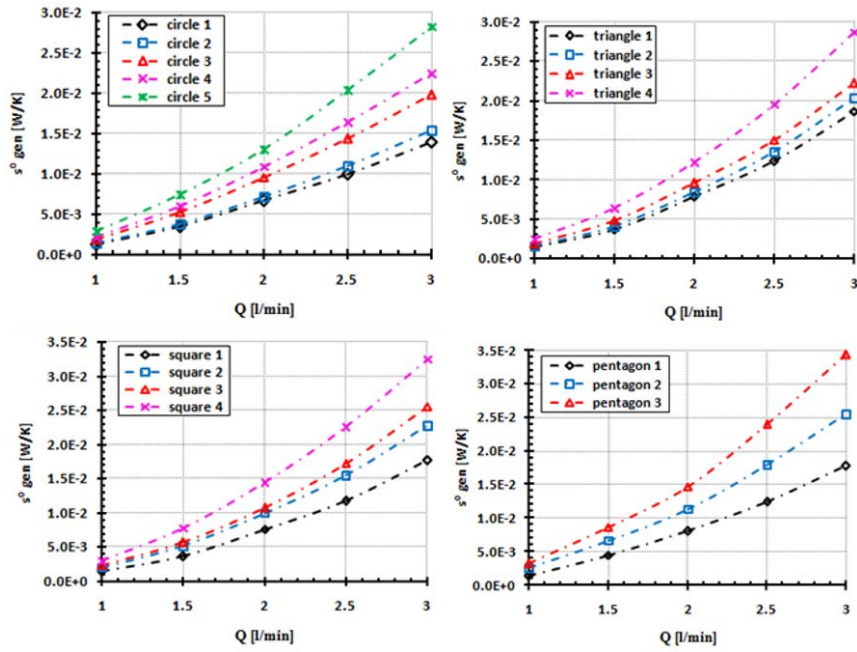 3.0E-2
2.5E-2
2.0E-2
1.5E-2
1.0E-2
5.0E-3
0.0E+0
s° gen [W/K]
circle 1
circle 2
circle 3
circle 4
circle 5
1 1.5 2 2.5 3
Q [l/min]
3.0E-2
2.5E-2
2.0E-2
1.5E-2
1.0E-2
5.0E-3
0.0E+0
s° gen [W/K]
triangle 1
triangle 2
triangle 3
triangle 4
1 1.5 2 2.5 3
Q [l/min]
3.5E-2
3.0E-2
2.5E-2
2.0E-2
1.5E-2
1.0E-2
5.0E-3
0.0E+0
s° gen [W/K]
square 1
square 2
square 3
square 4
1 1.5 2 2.5 3
Q [l/min]
3.5E-2
3.0E-2
2.5E-2
2.0E-2
1.5E-2
1.0E-2
5.0E-3
0.0E+0
s° gen [W/K]
pentagon 1
pentagon 2
pentagon 3
1 1.5 2 2.5 3
Q [l/min]